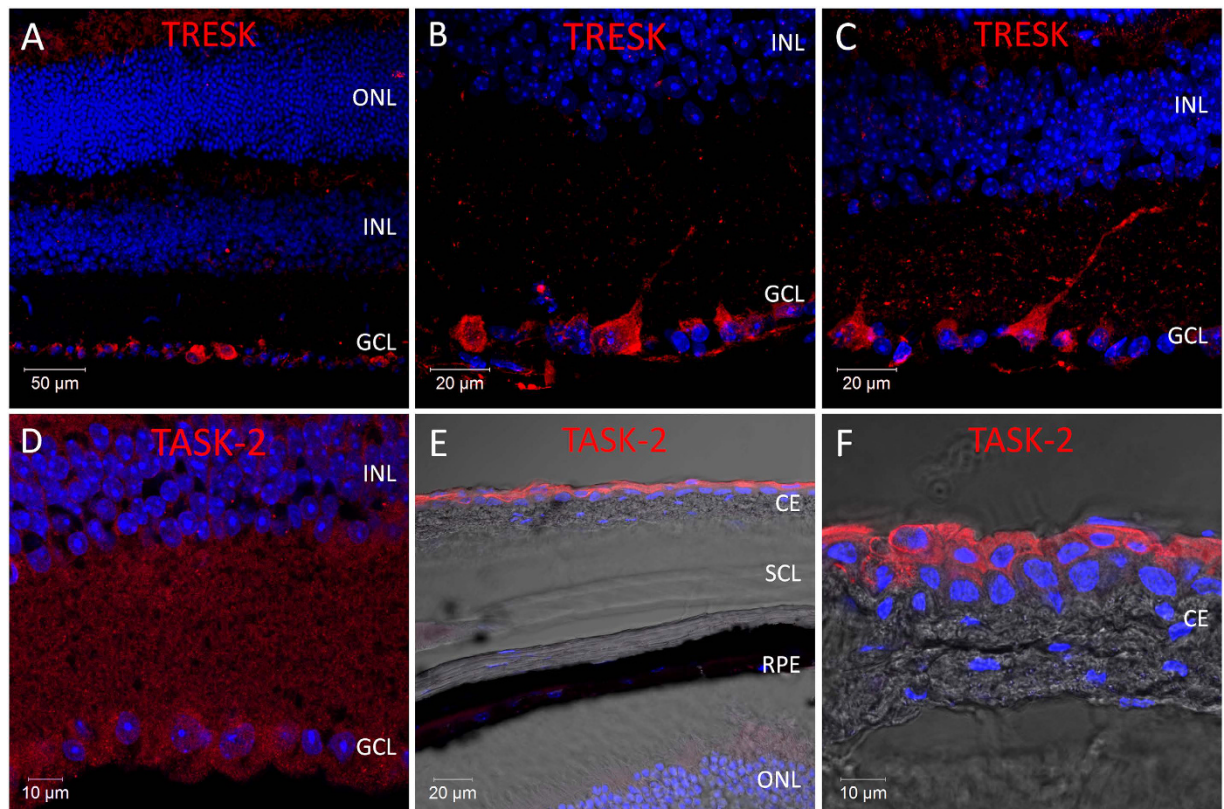 A
TRESK
ONL
INL
GCL
50 µm
B
TRESK
INL
GCL
20 µm
C
TRESK
INL
GCL
20 µm
D
TASK-2
INL
GCL
10 µm
E
TASK-2
CE
SCL
RPE
ONL
20 µm
F
TASK-2
CE
10 µm